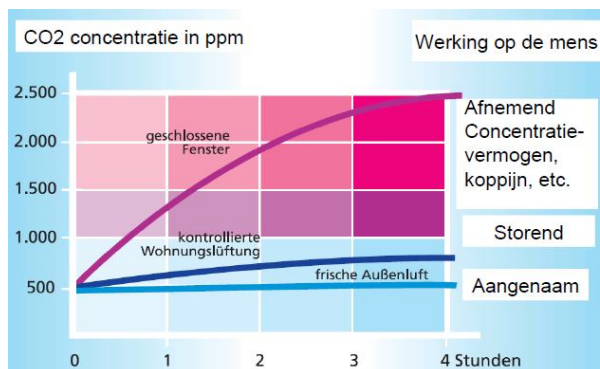 CO2 concentratie in ppm
Werking op de mens
2.500
2.000
1.500
1.000
500
geschlossene
Fenster
kontrollierte
Wohnungslüftung
frische Außenluft
Afnemend
Concentratie-
vermogen,
koppijn, etc.
Storend
Aangenaam
0
1
2
3
4 Stunden